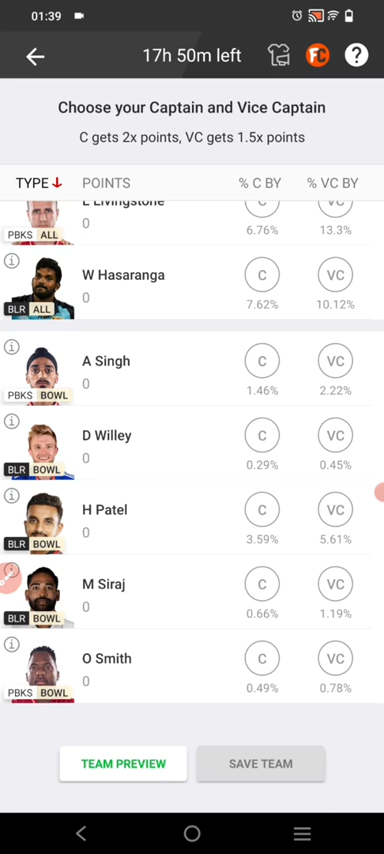 01:39
17h 50m left
FC
?
Choose your Captain and Vice Captain
C gets 2x points, VC gets 1.5x points
TYPE POINTS % C BY % VC BY
L Livingstone C VC
0
6.76% 13.3%
PBKS ALL
W Hasaranga C VC
0
7.62% 10.12%
BLR ALL
A Singh C VC
0
1.46% 2.22%
PBKS BOWL
D Willey C VC
0
0.29% 0.45%
BLR BOWL
H Patel C VC
0
3.59% 5.61%
BLR BOWL
M Siraj C VC
0
0.66% 1.19%
BLR BOWL
O Smith C VC
0
0.49% 0.78%
PBKS BOWL
TEAM PREVIEW SAVE TEAM